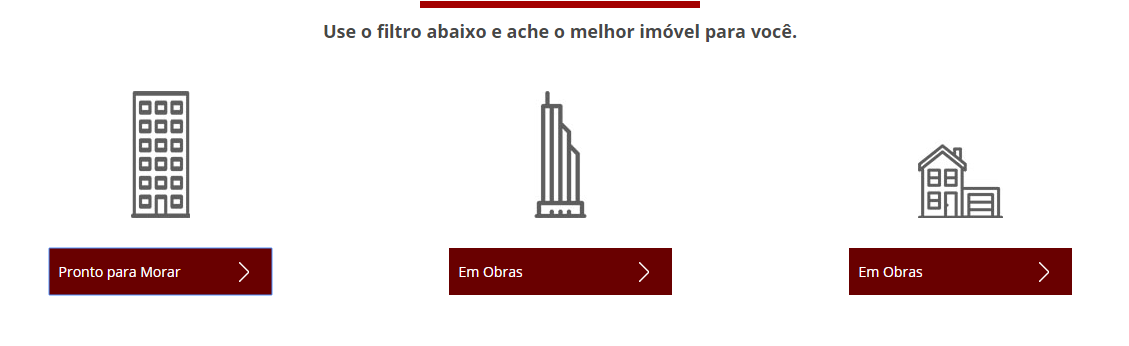 Use o filtro abaixo e ache o melhor imóvel para você.
Pronto para Morar
Em Obras
Em Obras